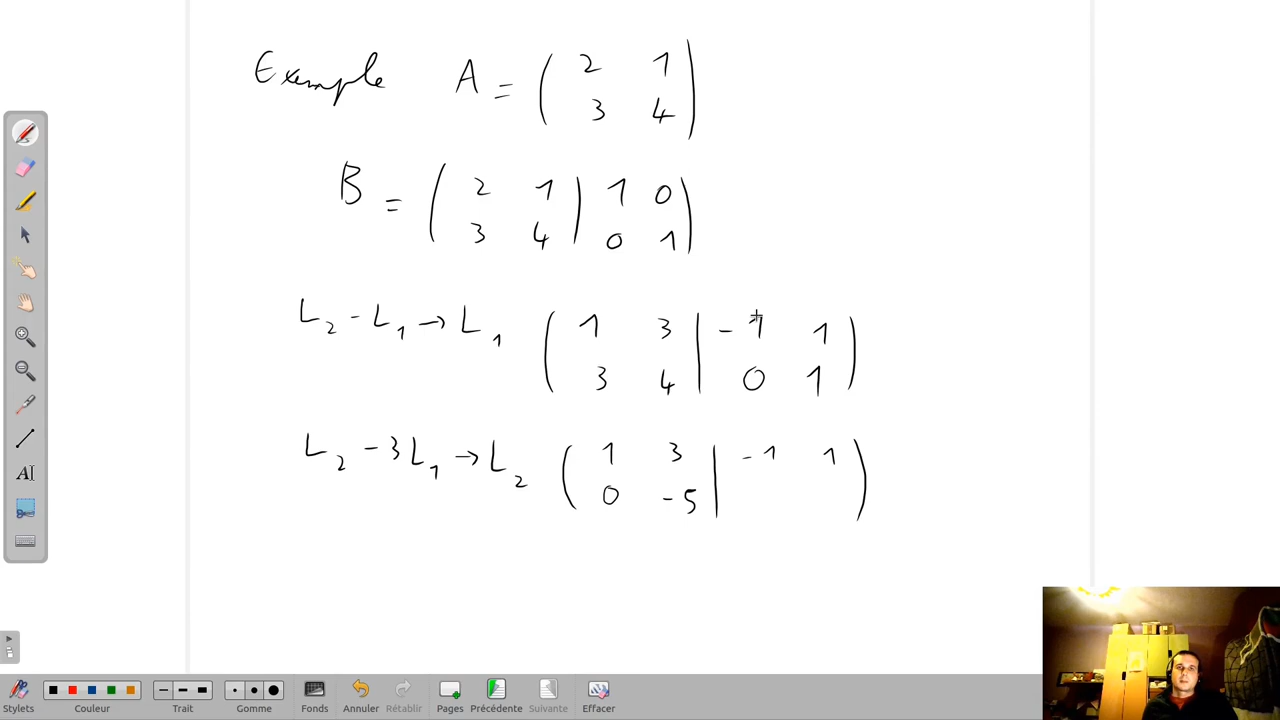 Exemple A = ( 2 1
3 4 )
B = ( 2 1 | 1 0
3 4 | 0 1 )
L₂ - L₁ → L₁ ( 1 3 | -1 1
3 4 | 0 1 )
L₂ - 3L₁ → L₂ ( 1 3 | -1 1
0 -5 | )
Stylets Couleur Trait Gomme Fonds Annuler Rétablir Pages Précédente Suivante Effacer